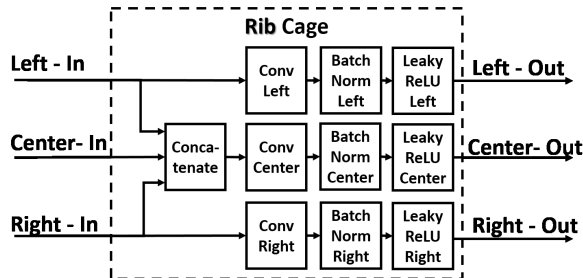 Rib Cage
Left - In
Conv
Left
Batch
Norm
Left
Leaky
ReLU
Left
Left - Out
Center- In
Conca-
tenate
Conv
Center
Batch
Norm
Center
Leaky
ReLU
Center
Center- Out
Right - In
Conv
Right
Batch
Norm
Right
Leaky
ReLU
Right
Right - Out